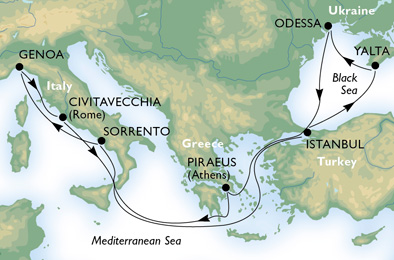 Ukraine
ODESSA
YALTA
GENOA
Black
Sea
Italy
CIVITAVECCHIA
(Rome)
SORRENTO
ISTANBUL
Greece
Turkey
PIRAEUS
(Athens)
Mediterranean Sea